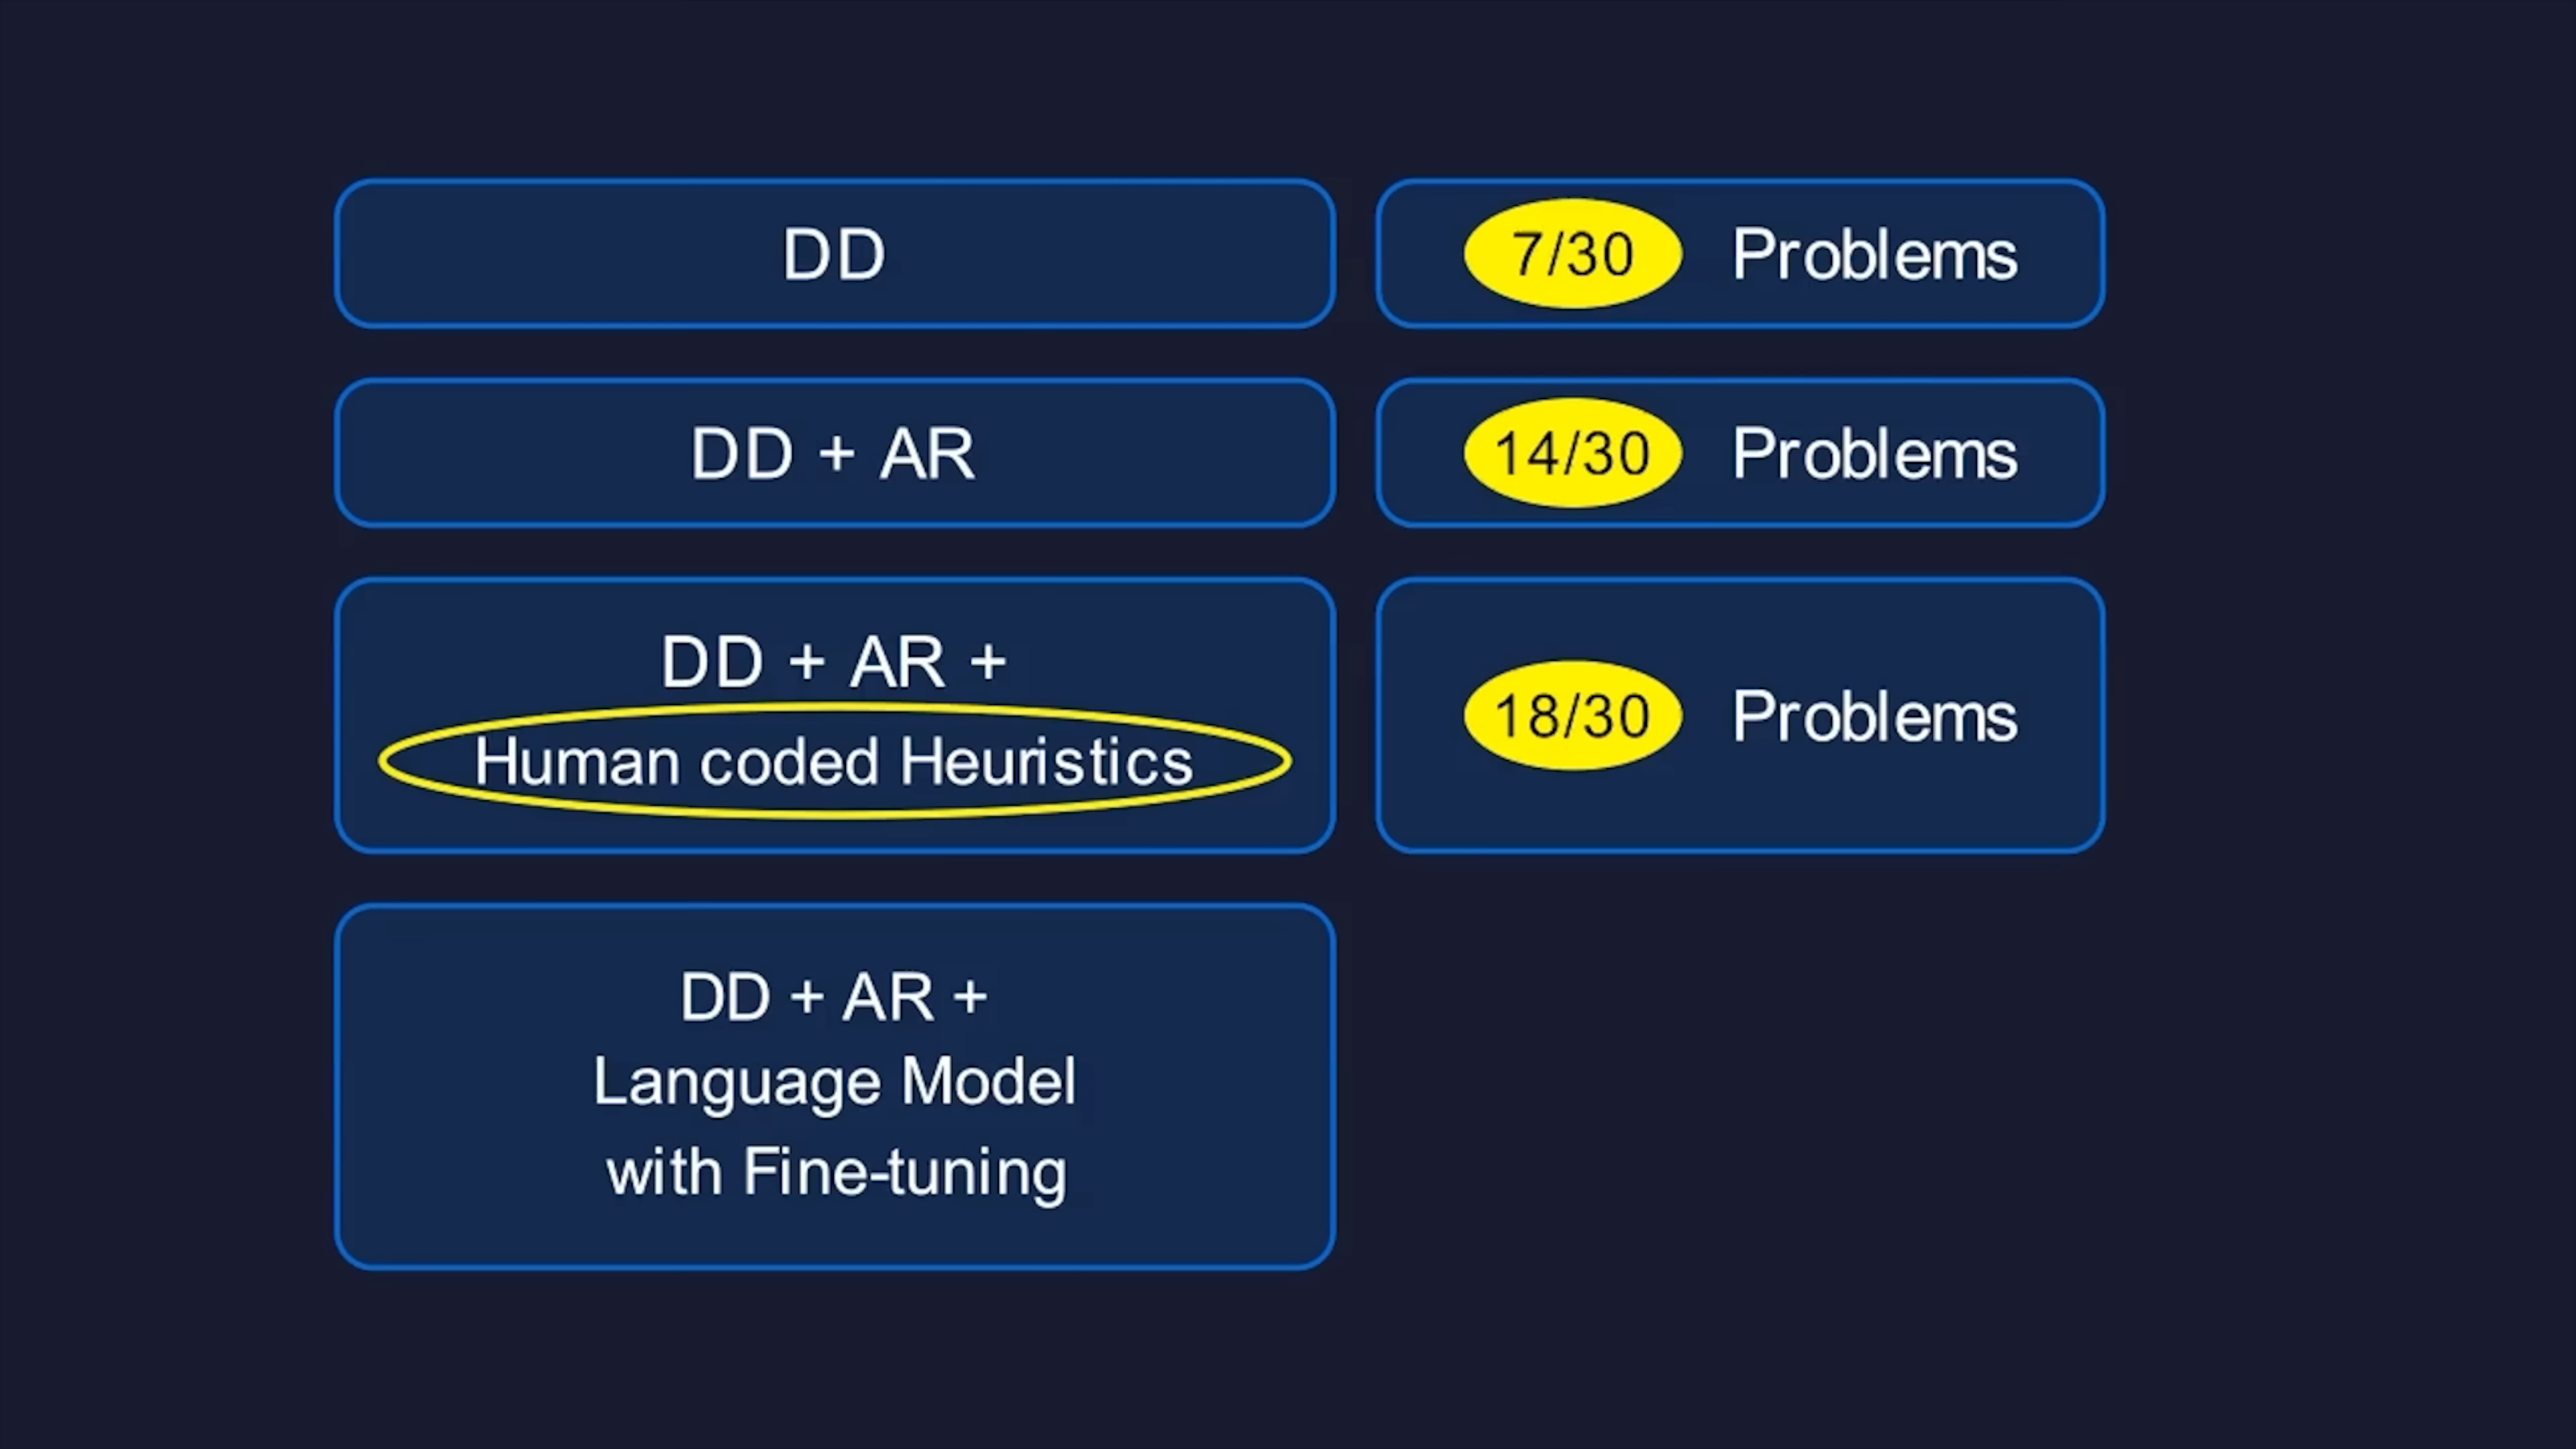 DD
7/30 Problems
DD + AR
14/30 Problems
DD + AR +
Human coded Heuristics
18/30 Problems
DD + AR +
Language Model
with Fine-tuning